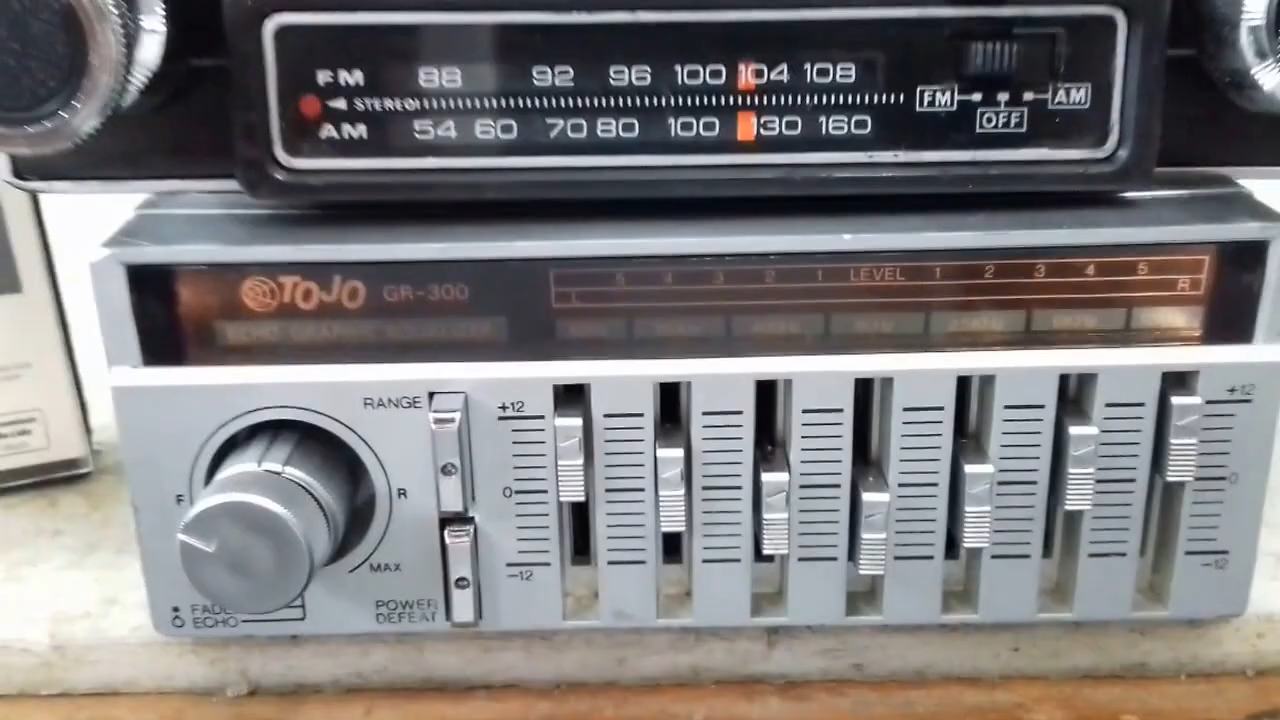 FM 88 92 96 100 104 108
STEREO
AM 54 60 70 80 100 130 160
FM OFF AM
TOJO GR-300
5 4 3 2 1 LEVEL 1 2 3 4 5
L R
RANGE
+12 +12
F R
0 0
MAX
-12 -12
POWER
DEFEAT
FADE
ECHO